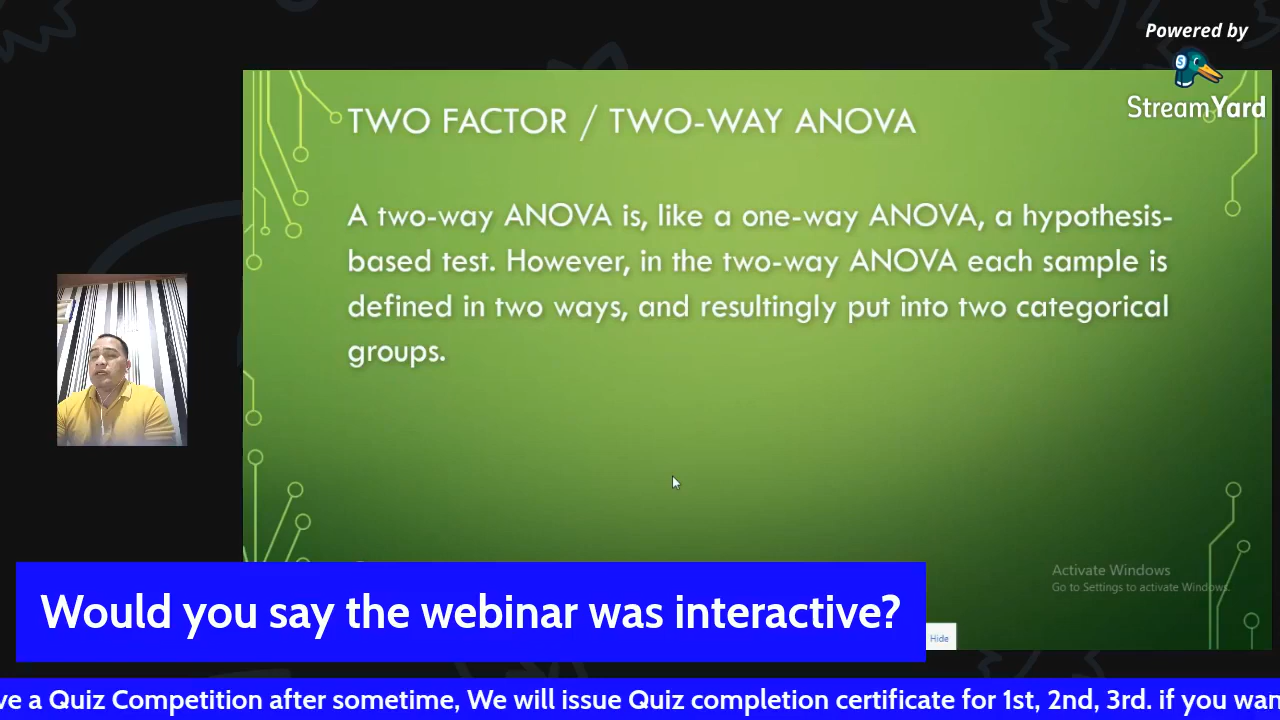 Powered by
StreamYard
TWO FACTOR / TWO-WAY ANOVA
A two-way ANOVA is, like a one-way ANOVA, a hypothesis-
based test. However, in the two-way ANOVA each sample is
defined in two ways, and resultingly put into two categorical
groups.
Activate Windows
Go to Settings to activate Windows.
Would you say the webinar was interactive?
Hide
ve a Quiz Competition after sometime, We will issue Quiz completion certificate for 1st, 2nd, 3rd. if you wan